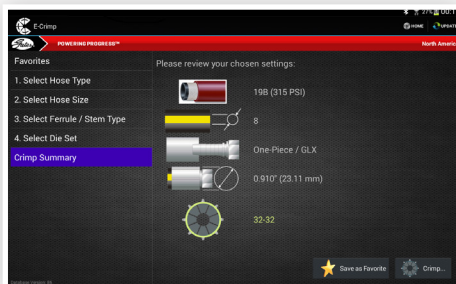 27%
E-Crimp
HOME
UPDATE
Gates
POWERING PROGRESS™
North America
Favorites
Please review your chosen settings:
1. Select Hose Type
19B (315 PSI)
2. Select Hose Size
3. Select Ferrule / Stem Type
8
4. Select Die Set
Crimp Summary
One-Piece / GLX
0.910" (23.11 mm)
32-32
Save as Favorite
Crimp...